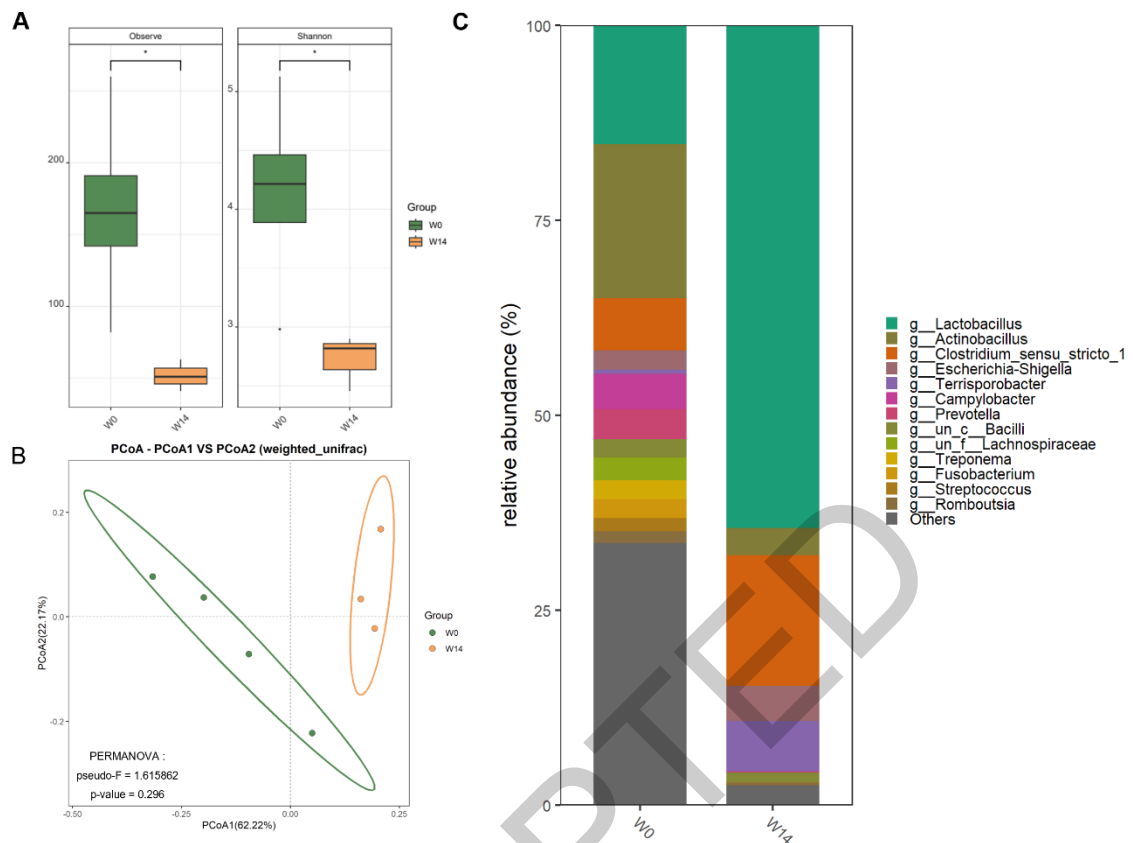 A
Observe
Shannon
*
*
200
100
5
4
3
W0
W14
W0
W14
Group
W0
W14
B
PCoA - PCoA1 VS PCoA2 (weighted_unifrac)
0.2
0.0
-0.2
PCoA2(22.17%)
PERMANOVA :
pseudo-F = 1.615862
p-value = 0.296
-0.50
-0.25
0.00
0.25
PCoA1(62.22%)
Group
W0
W14
C
100
75
50
25
0
relative abundance (%)
W0
W14
g__Lactobacillus
g__Actinobacillus
g__Clostridium_sensu_stricto_1
g__Escherichia-Shigella
g__Terrisporobacter
g__Campylobacter
g__Prevotella
g__un_c__Bacilli
g__un_f__Lachnospiraceae
g__Treponema
g__Fusobacterium
g__Streptococcus
g__Romboutsia
Others
PTED